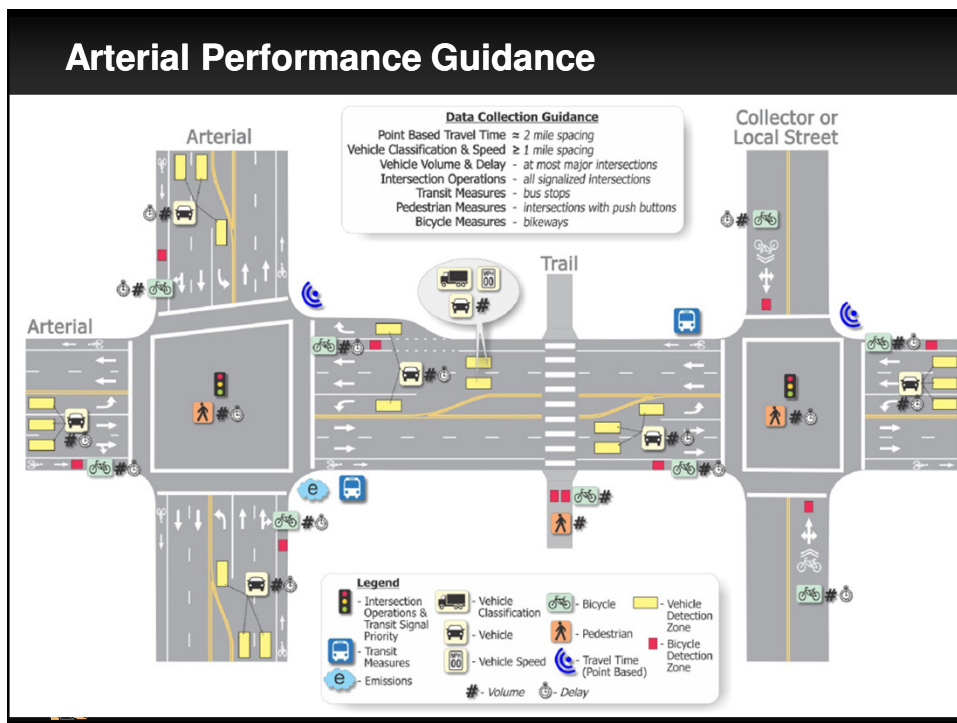 Arterial Performance Guidance
Data Collection Guidance
Point Based Travel Time ≈ 2 mile spacing
Vehicle Classification & Speed ≥ 1 mile spacing
Vehicle Volume & Delay - at most major intersections
Intersection Operations - all signalized intersections
Transit Measures - bus stops
Pedestrian Measures - intersections with push buttons
Bicycle Measures - bikeways
Arterial
Collector or
Local Street
#
#
#
MPH
00
#
Trail
Arterial
#
#
#
#
#
#
#
#
#
#
#
e
#
#
#
#
#
Legend
- Intersection
Operations &
Transit Signal
Priority
- Transit
Measures
e - Emissions
- Vehicle
Classification
- Vehicle
MPH
00 - Vehicle Speed
- Bicycle
- Pedestrian
- Travel Time
(Point Based)
- Vehicle
Detection
Zone
- Bicycle
Detection
Zone
# - Volume
- Delay